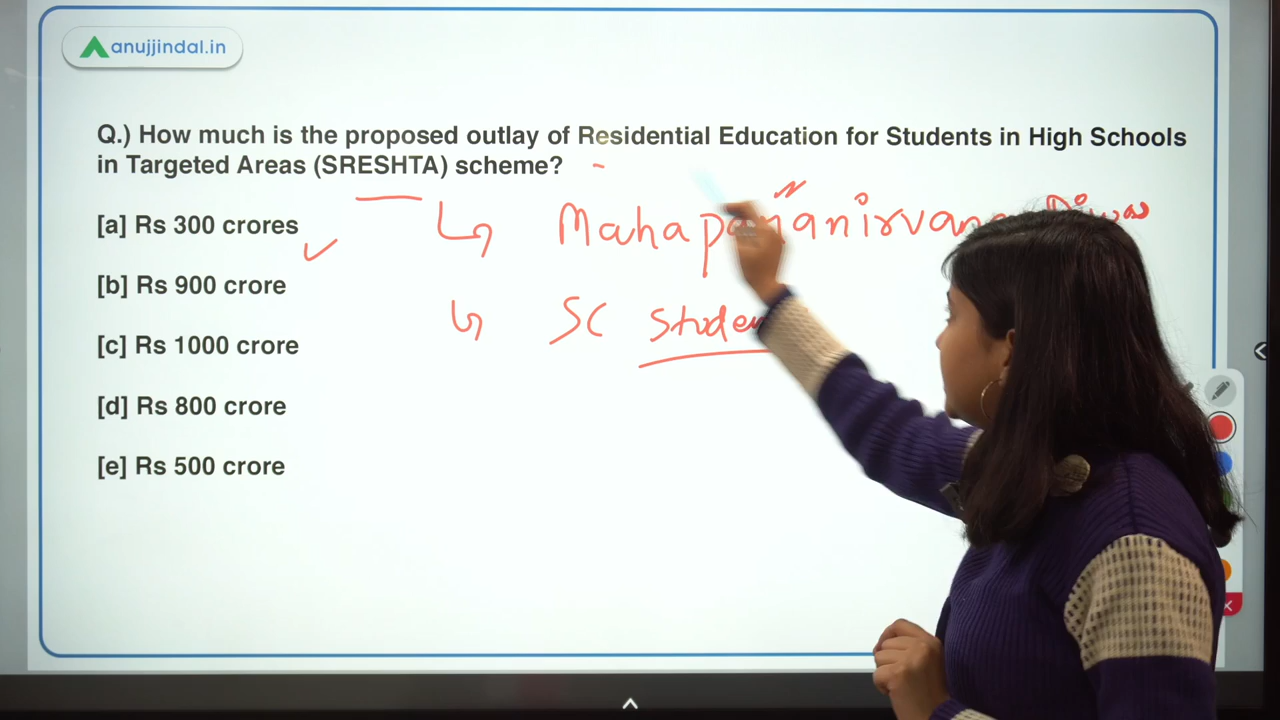 anujjindal.in
Q.) How much is the proposed outlay of Residential Education for Students in High Schools
in Targeted Areas (SRESHTA) scheme?
[a] Rs 300 crores
[b] Rs 900 crore
[c] Rs 1000 crore
[d] Rs 800 crore
[e] Rs 500 crore
SC